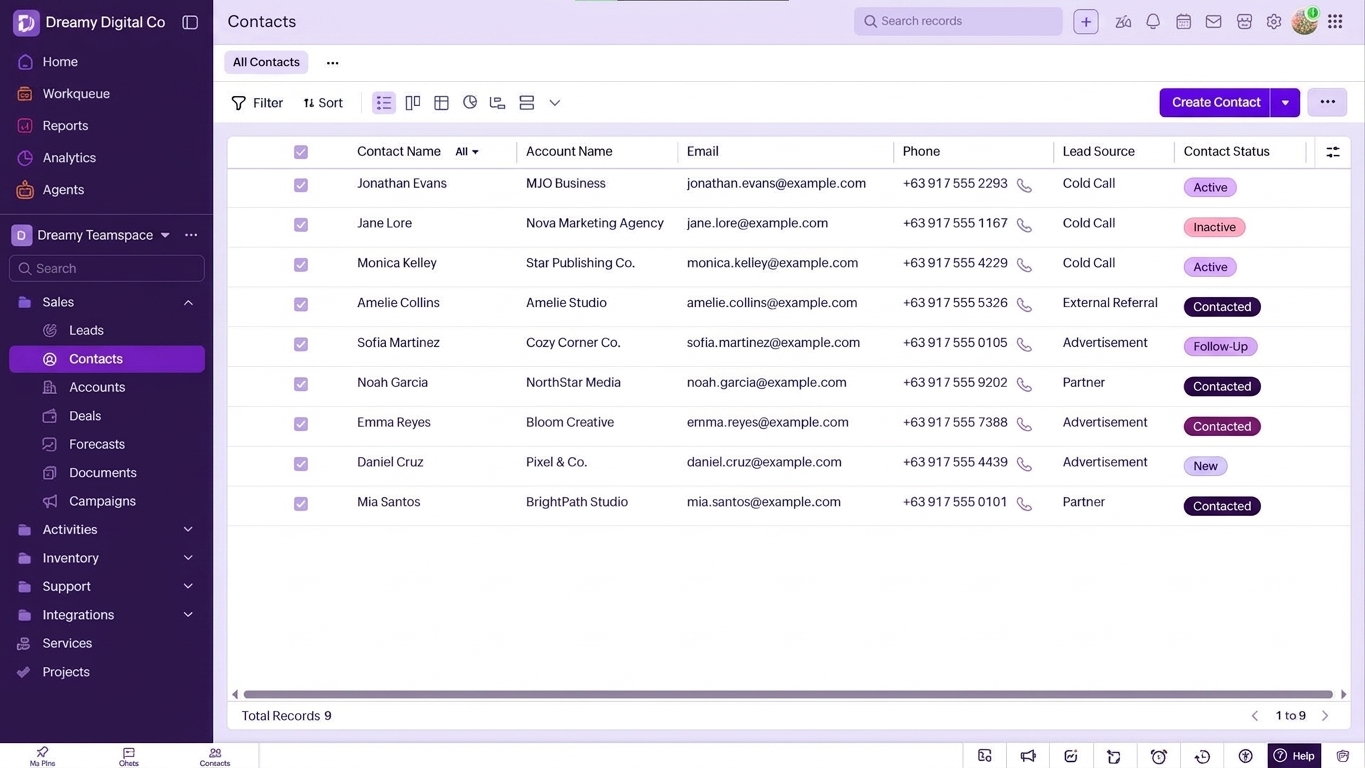 Dreamy Digital Co
Home
Workqueue
Reports
Analytics
Agents
D Dreamy Teamspace
Search
Sales
Leads
Contacts
Accounts
Deals
Forecasts
Documents
Campaigns
Activities
Inventory
Support
Integrations
Services
Projects
Contacts
Search records
All Contacts
Filter
Sort
Create Contact
Contact Name All Account Name Email Phone Lead Source Contact Status
Jonathan Evans MJO Business jonathan.evans@example.com +63 917 555 2293 Cold Call Active
Jane Lore Nova Marketing Agency jane.lore@example.com +63 917 555 1167 Cold Call Inactive
Monica Kelley Star Publishing Co. monica.kelley@example.com +63 917 555 4229 Cold Call Active
Amelie Collins Amelie Studio amelie.collins@example.com +63 917 555 5326 External Referral Contacted
Sofia Martinez Cozy Corner Co. sofia.martinez@example.com +63 917 555 0105 Advertisement Follow-Up
Noah Garcia NorthStar Media noah.garcia@example.com +63 917 555 9202 Partner Contacted
Emma Reyes Bloom Creative emma.reyes@example.com +63 917 555 7388 Advertisement Contacted
Daniel Cruz Pixel & Co. daniel.cruz@example.com +63 917 555 4439 Advertisement New
Mia Santos BrightPath Studio mia.santos@example.com +63 917 555 0101 Partner Contacted
Total Records 9
1 to 9
Ma Pins
Ohats
Contacts
Help